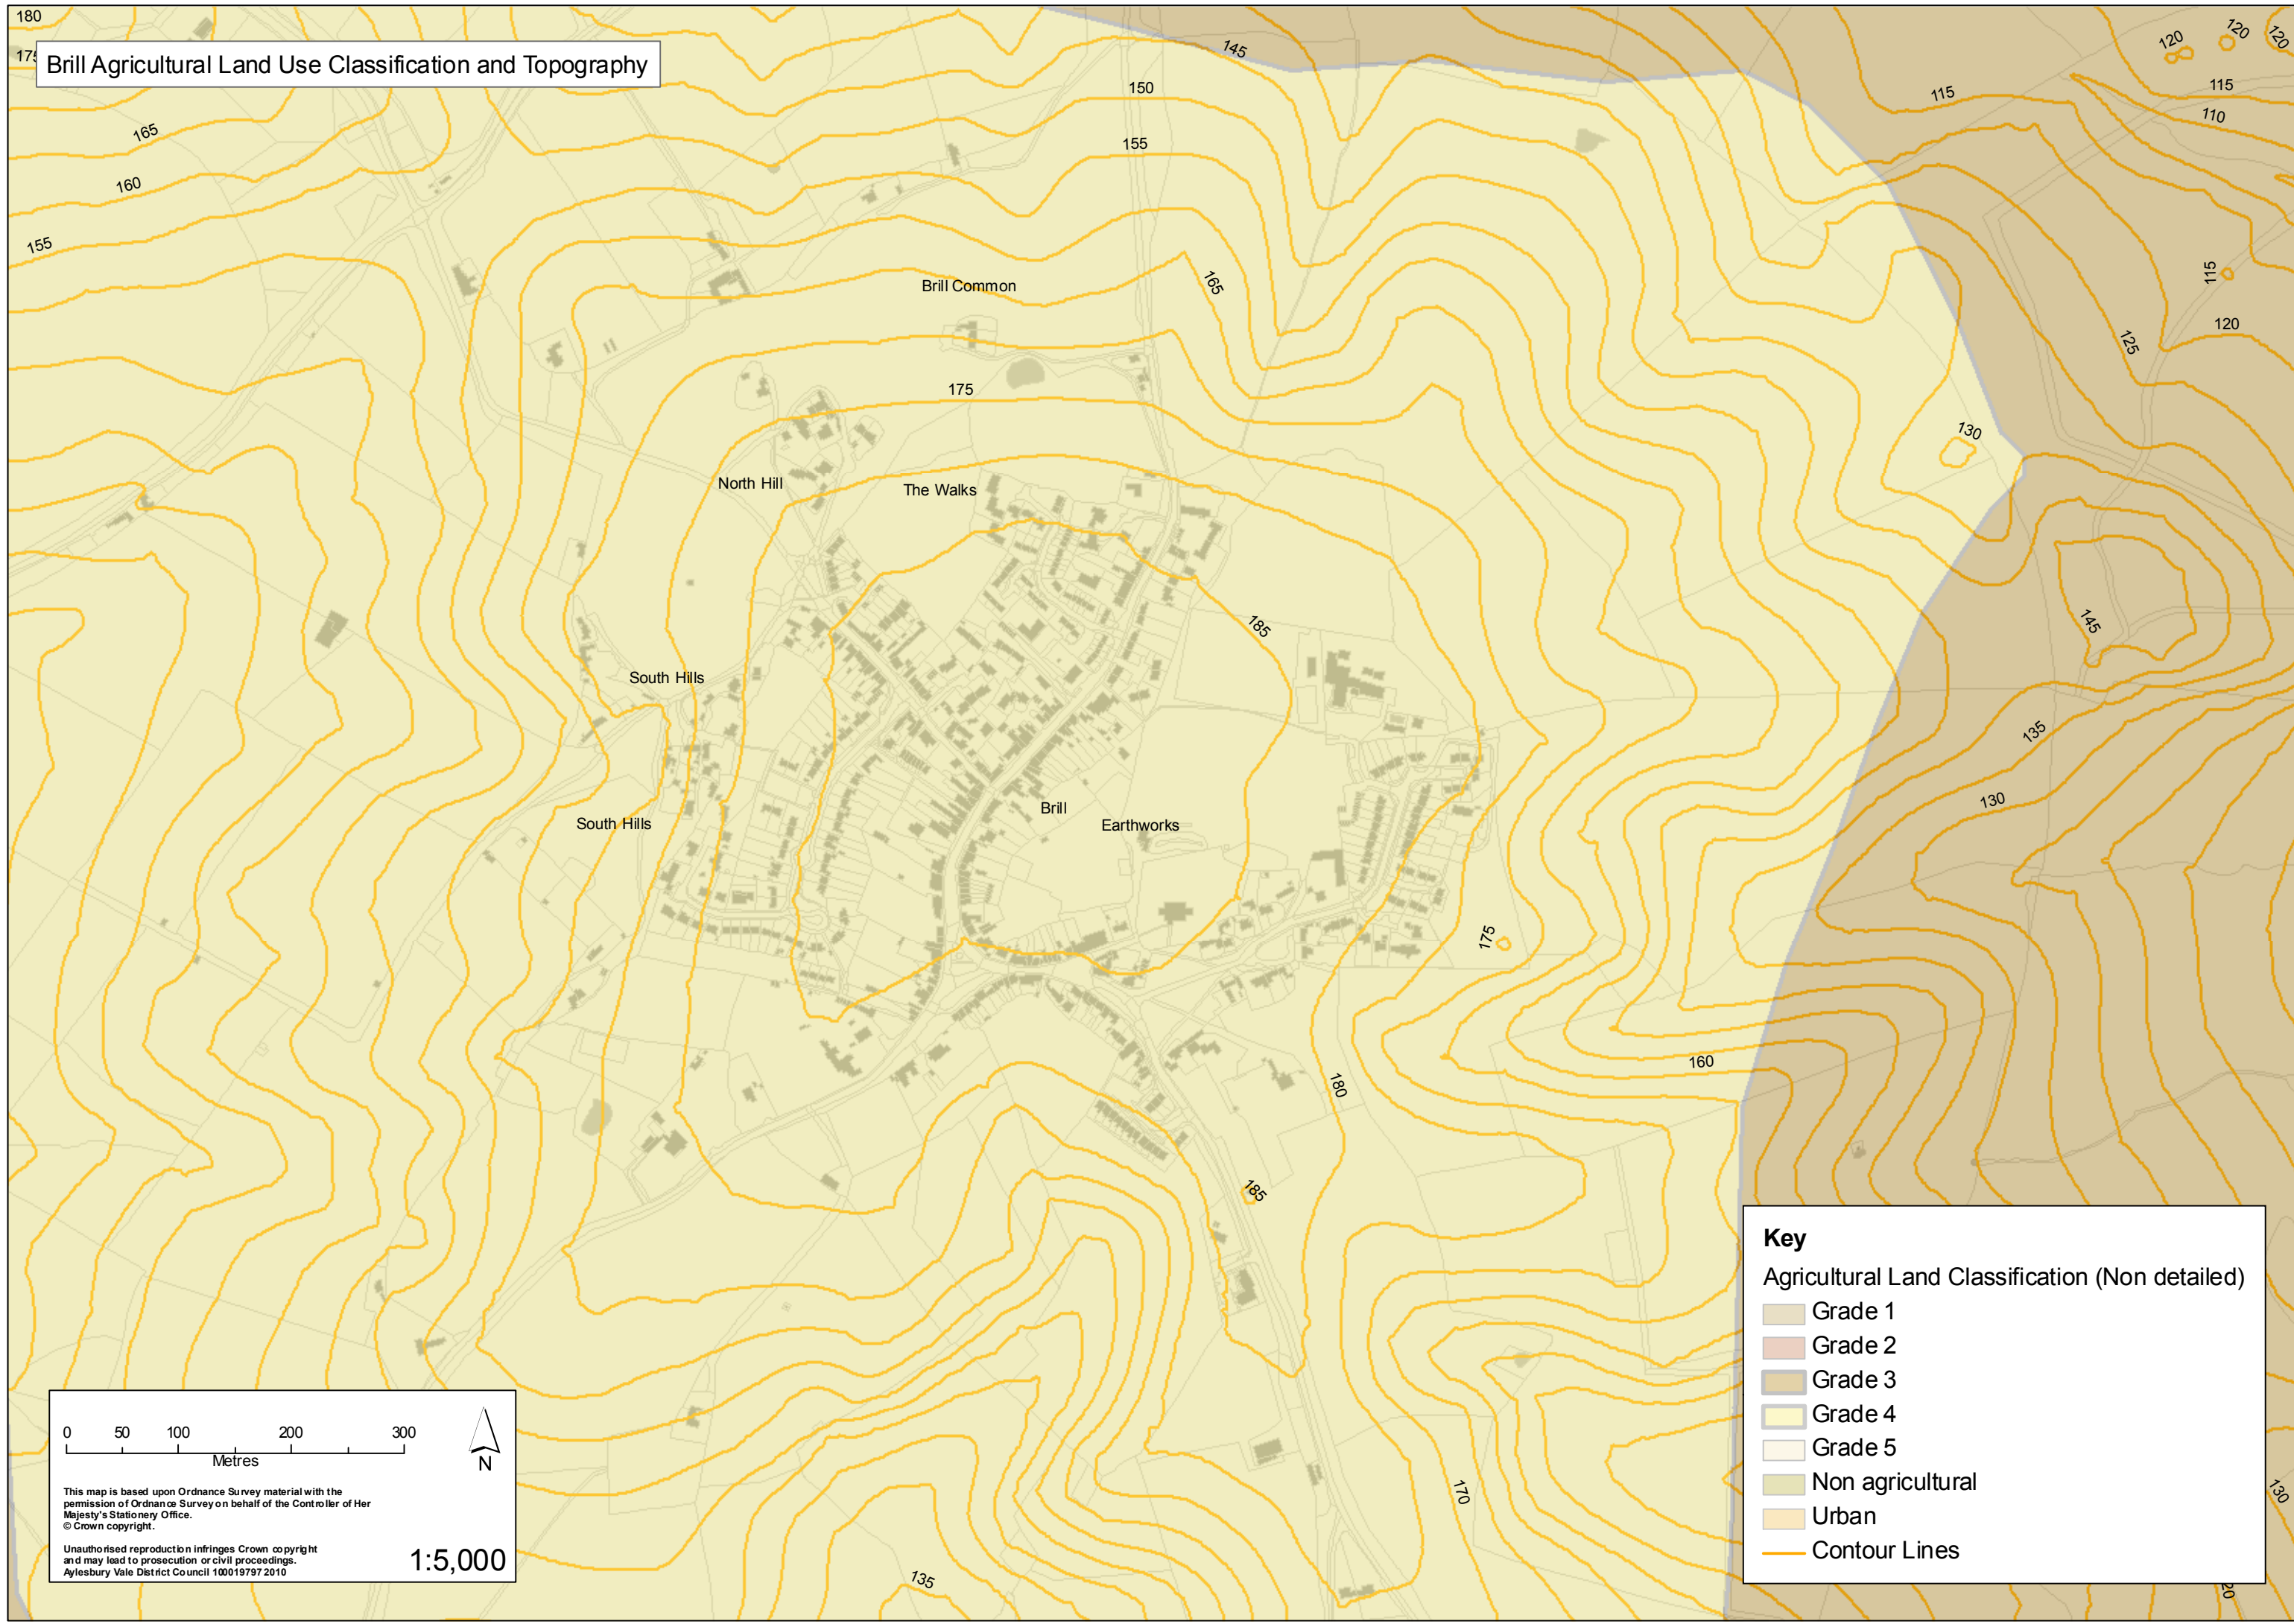 180
175
Brill Agricultural Land Use Classification and Topography
165
160
155
145
150
155
165
175
120
120
120
115
115
110
115
120
125
130
Brill Common
North Hill
The Walks
185
South Hills
South Hills
Brill
Earthworks
145
135
130
175
160
180
185
170
135
130
20
Key
Agricultural Land Classification (Non detailed)
Grade 1
Grade 2
Grade 3
Grade 4
Grade 5
Non agricultural
Urban
Contour Lines
0 50 100 200 300
Metres
N
This map is based upon Ordnance Survey material with the
permission of Ordnance Survey on behalf of the Controller of Her
Majesty's Stationery Office.
© Crown copyright.
Unauthorised reproduction infringes Crown copyright
and may lead to prosecution or civil proceedings.
Aylesbury Vale District Council 100019797 2010
1:5,000